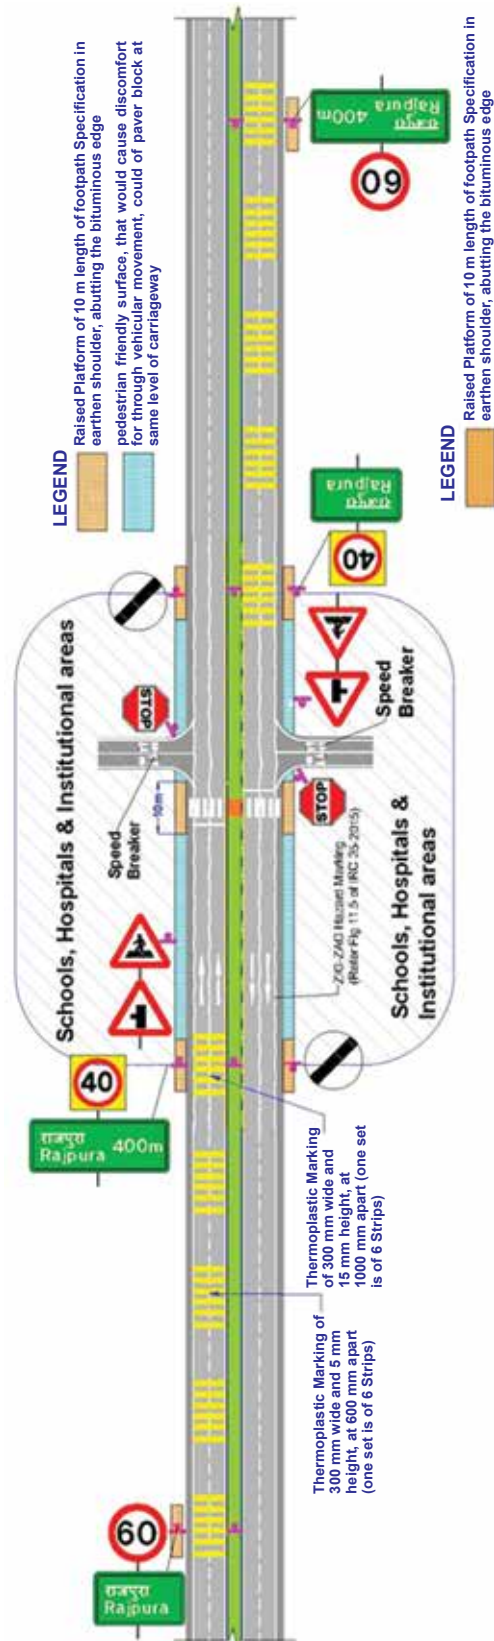 LEGEND
Raised Platform of 10 m length of footpath Specification in
earthen shoulder, abutting the bituminous edge
pedestrian friendly surface, that would cause discomfort
for through vehicular movement, could of paver block at
same level of carriageway
Schools, Hospitals & Institutional areas
राजपुरा
Rajpura
60
राजपुरा
Rajpura 400m
40
Speed
Breaker
10m
STOP
Thermoplastic Marking of
300 mm wide and 5 mm
height, at 600 mm apart
(one set is of 6 Strips)
Thermoplastic Marking
of 300 mm wide and
15 mm height, at
1000 mm apart (one set
is of 6 Strips)
ZIG-ZAG Hazard Marking
(Refer Fig 11.5 of IRC 35-2015)
Schools, Hospitals &
Institutional areas
STOP
Speed
Breaker
40
राजपुरा
Rajpura
60
राजपुरा
Rajpura 400m
LEGEND
Raised Platform of 10 m length of footpath Specification in
earthen shoulder, abutting the bituminous edge